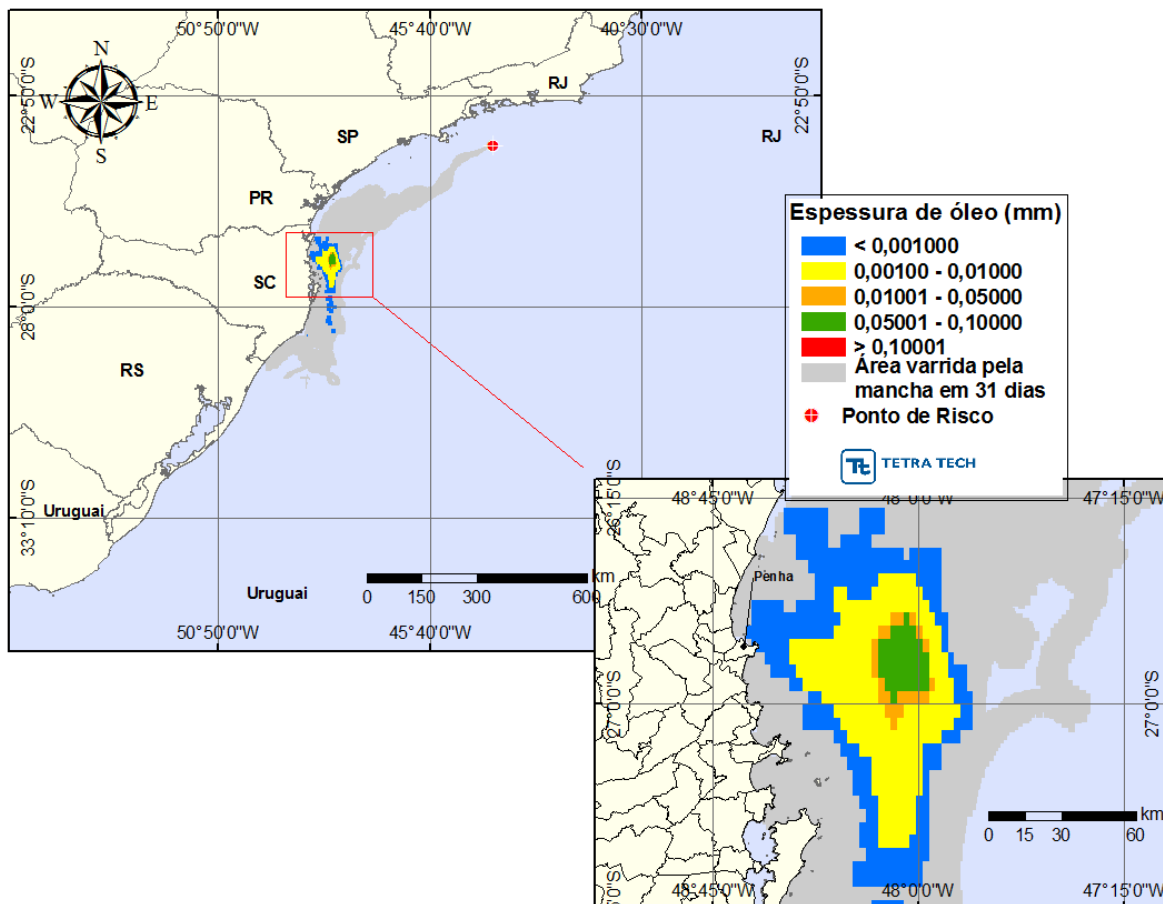 50°50'0"W
45°40'0"W
40°30'0"W
22°50'0"S
22°50'0"S
N
W
E
S
RJ
SP
RJ
PR
SC
28°0'0"S
RS
Espessura de óleo (mm)
< 0,001000
0,00100 - 0,01000
0,01001 - 0,05000
0,05001 - 0,10000
> 0,10001
Área varrida pela
mancha em 31 dias
Ponto de Risco
Tt TETRA TECH
33°10'0"S
Uruguai
Uruguai
km
0 150 300 600
50°50'0"W
45°40'0"W
48°45'0"W
48°0'0"W
47°15'0"W
26°15'0"S
Penha
27°0'0"S
27°0'0"S
km
0 15 30 60
48°45'0"W
48°0'0"W
47°15'0"W